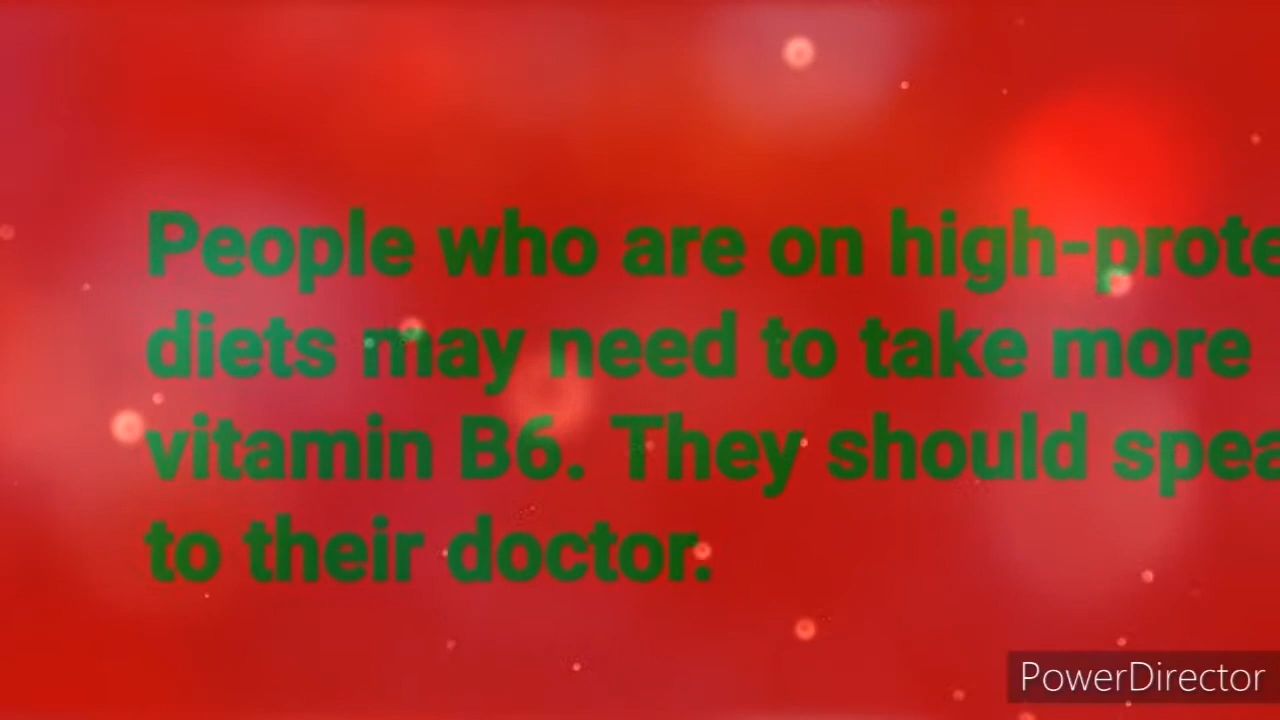 People who are on high-prote
diets may need to take more
vitamin B6. They should spea
to their doctor.
PowerDirector